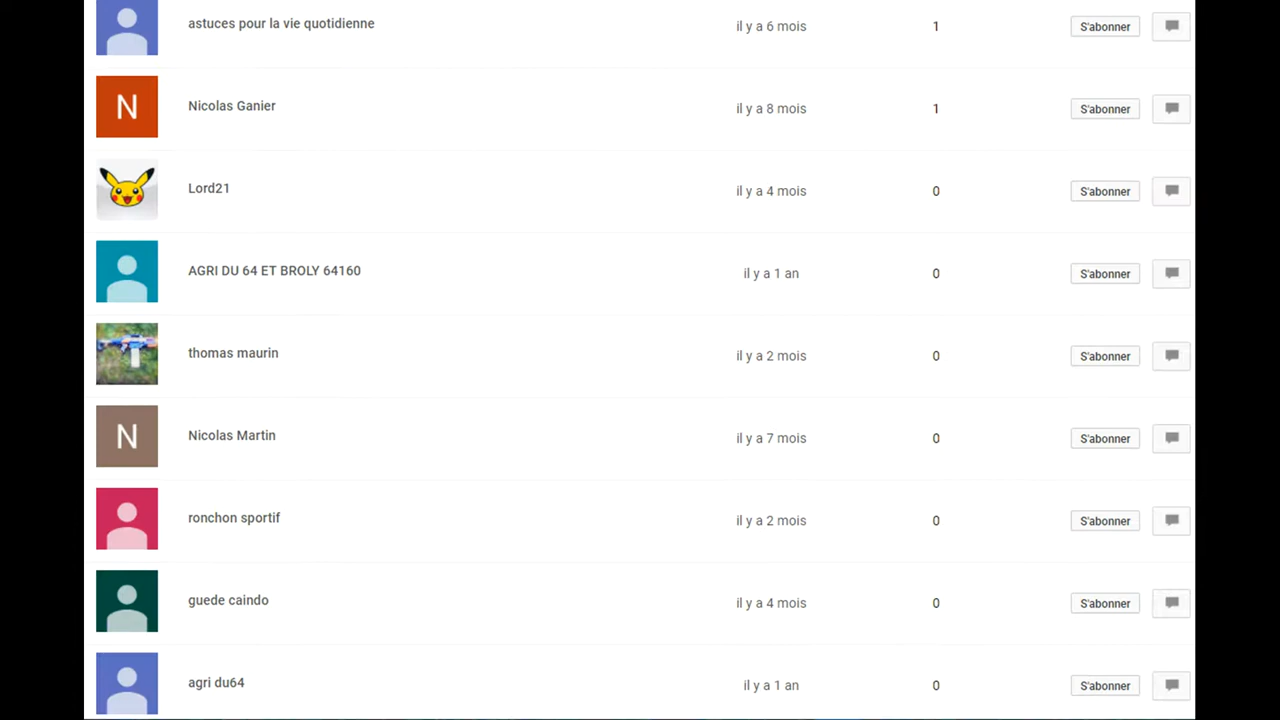 astuces pour la vie quotidienne il y a 6 mois 1 S'abonner
N Nicolas Ganier il y a 8 mois 1 S'abonner
Lord21 il y a 4 mois 0 S'abonner
AGRI DU 64 ET BROLY 64160 il y a 1 an 0 S'abonner
thomas maurin il y a 2 mois 0 S'abonner
N Nicolas Martin il y a 7 mois 0 S'abonner
ronchon sportif il y a 2 mois 0 S'abonner
guede caindo il y a 4 mois 0 S'abonner
agri du64 il y a 1 an 0 S'abonner